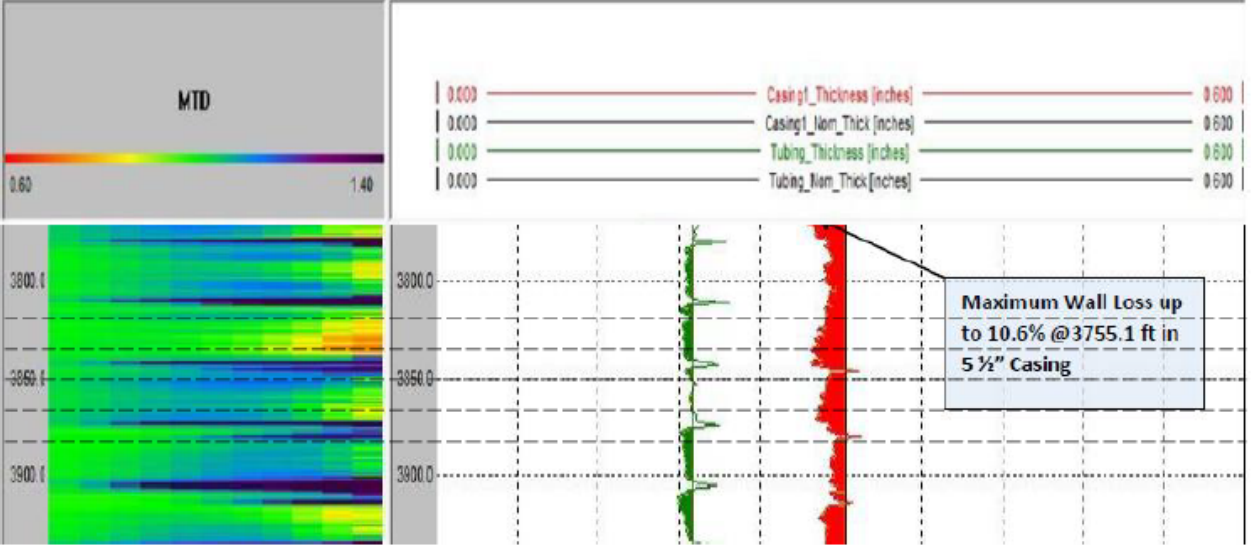 MTD
0.60 1.40
0.000 Casing1_Thickness [inches] 0.600
0.000 Casing1_Nom_Thick [inches] 0.600
0.000 Tubing_Thickness [inches] 0.600
0.000 Tubing_Nom_Thick [inches] 0.600
3800.0
3850.0
3900.0
3800.0
3850.0
3900.0
Maximum Wall Loss up
to 10.6% @3755.1 ft in
5 ½” Casing